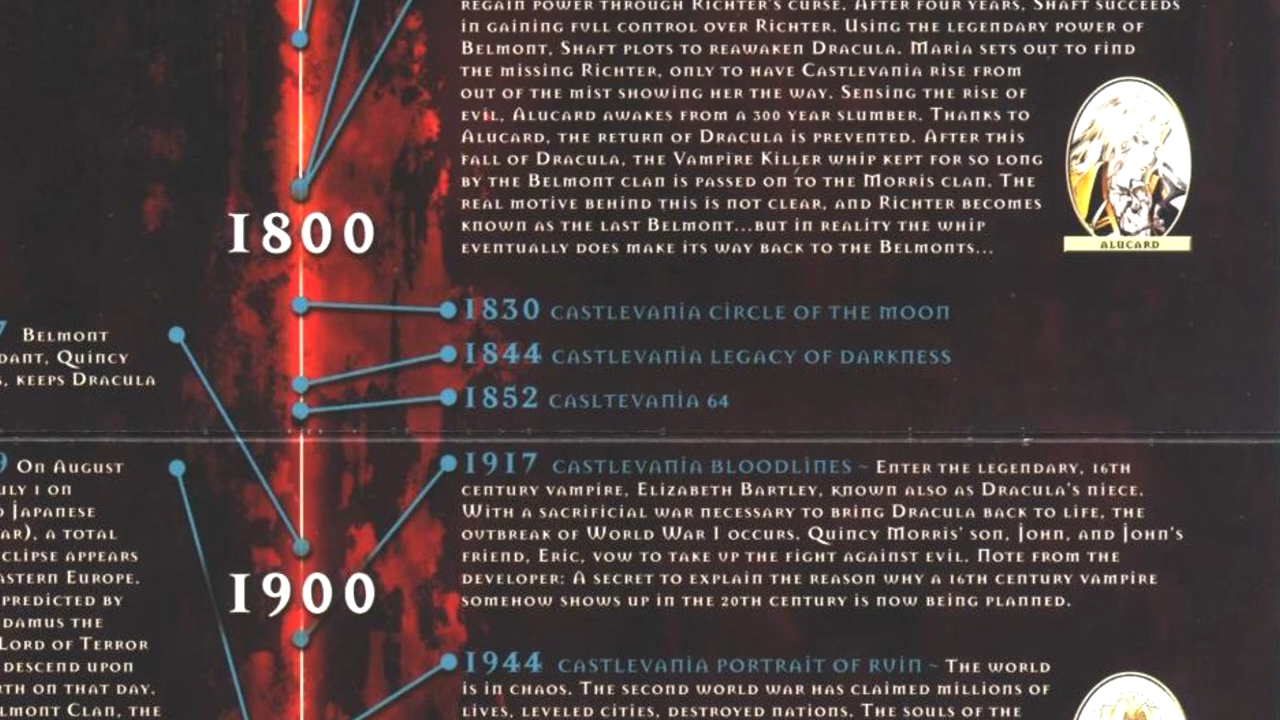 REGAIN POWER THROUGH RICHTER'S CURSE. AFTER FOUR YEARS, SHAFT SUCCEEDS
IN GAINING FULL CONTROL OVER RICHTER. USING THE LEGENDARY POWER OF
BELMONT, SHAFT PLOTS TO REAWAKEN DRACULA. MARIA SETS OUT TO FIND
THE MISSING RICHTER, ONLY TO HAVE CASTLEVANIA RISE FROM
OUT OF THE MIST SHOWING HER THE WAY. SENSING THE RISE OF
EVIL, ALUCARD AWAKES FROM A 300 YEAR SLUMBER. THANKS TO
ALUCARD, THE RETURN OF DRACULA IS PREVENTED. AFTER THIS
FALL OF DRACULA, THE VAMPIRE KILLER WHIP KEPT FOR SO LONG
BY THE BELMONT CLAN IS PASSED ON TO THE MORRIS CLAN. THE
REAL MOTIVE BEHIND THIS IS NOT CLEAR, AND RICHTER BECOMES
KNOWN AS THE LAST BELMONT...BUT IN REALITY THE WHIP
EVENTUALLY DOES MAKE ITS WAY BACK TO THE BELMONTS...
ALUCARD
1800
1830 CASTLEVANIA CIRCLE OF THE MOON
1844 CASTLEVANIA LEGACY OF DARKNESS
1852 CASLTEVANIA 64
7 BELMONT
DANT, QUINCY
S, KEEPS DRACULA
9 ON AUGUST
ULY 1 ON
D JAPANESE
AR), A TOTAL
CLIPSE APPEARS
ASTERN EUROPE.
PREDICTED BY
DAMUS THE
LORD OF TERROR
DESCEND UPON
RTH ON THAT DAY.
LMONT CLAN, THE
1900
1917 CASTLEVANIA BLOODLINES ~ ENTER THE LEGENDARY, 16TH
CENTURY VAMPIRE, ELIZABETH BARTLEY, KNOWN ALSO AS DRACULA'S NIECE.
WITH A SACRIFICIAL WAR NECESSARY TO BRING DRACULA BACK TO LIFE, THE
OUTBREAK OF WORLD WAR I OCCURS. QUINCY MORRIS' SON, JOHN, AND JOHN'S
FRIEND, ERIC, VOW TO TAKE UP THE FIGHT AGAINST EVIL. NOTE FROM THE
DEVELOPER: A SECRET TO EXPLAIN THE REASON WHY A 16TH CENTURY VAMPIRE
SOMEHOW SHOWS UP IN THE 20TH CENTURY IS NOW BEING PLANNED.
1944 CASTLEVANIA PORTRAIT OF RUIN ~ THE WORLD
IS IN CHAOS. THE SECOND WORLD WAR HAS CLAIMED MILLIONS OF
LIVES, LEVELED CITIES, DESTROYED NATIONS. THE SOULS OF THE